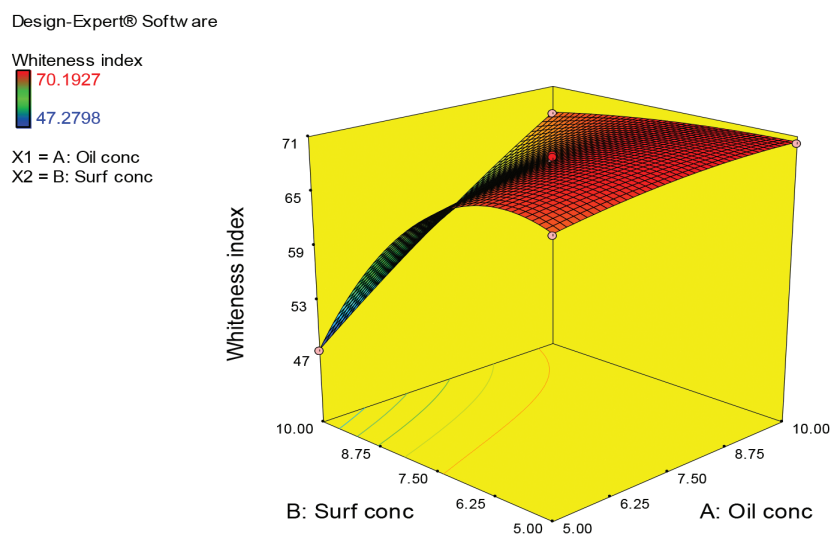 Design-Expert® Software
Whiteness index
70.1927
47.2798
X1 = A: Oil conc
X2 = B: Surf conc
71
65
59
53
47
Whiteness index
10.00
8.75
7.50
6.25
5.00
B: Surf conc
5.00
6.25
7.50
8.75
10.00
A: Oil conc